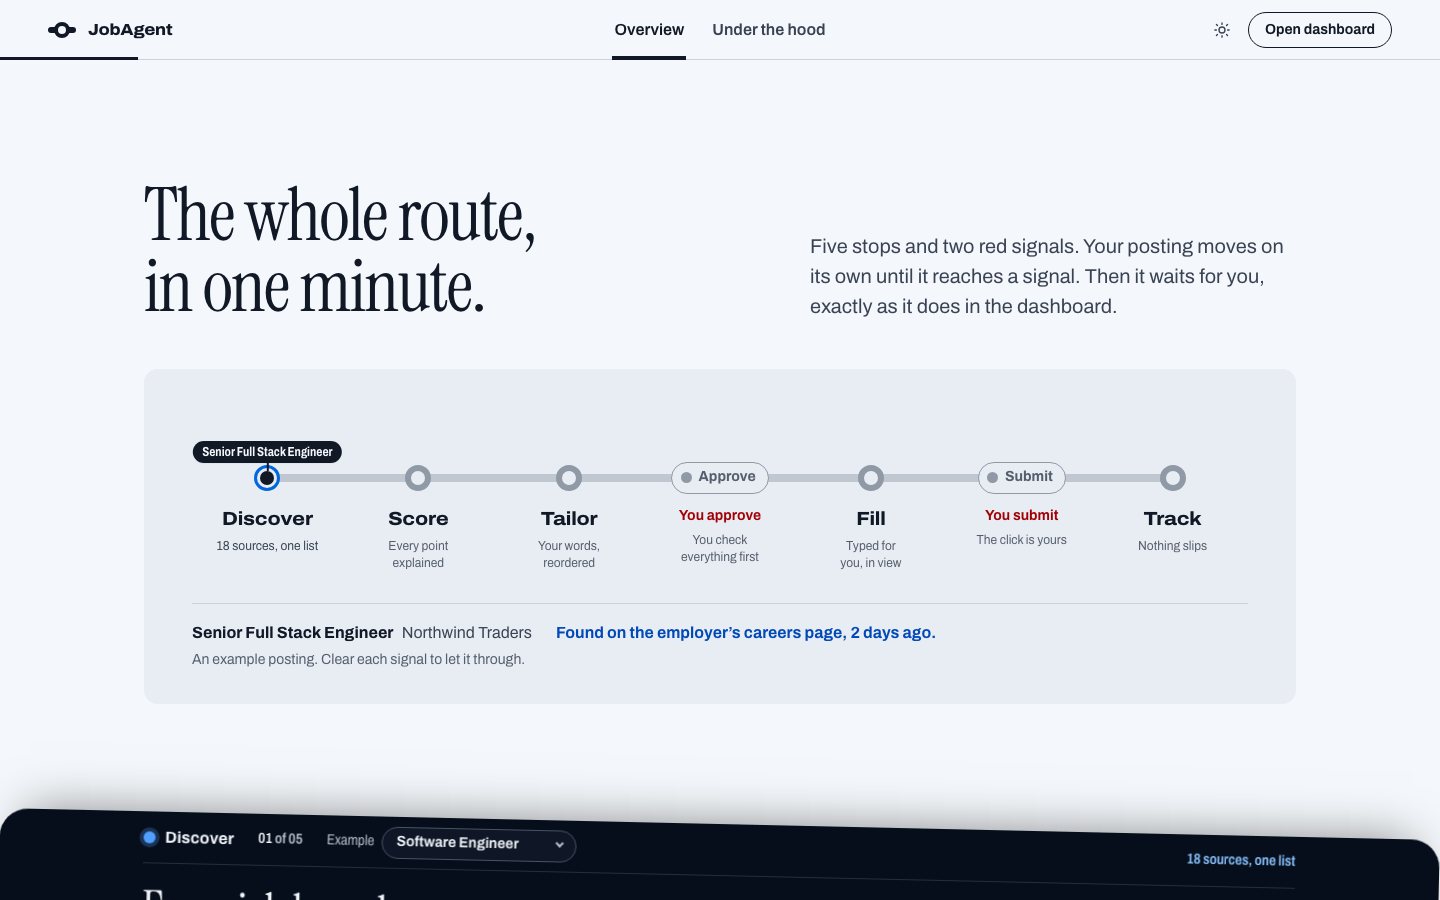 JobAgent
Overview
Under the hood
Open dashboard
The whole route,
in one minute.
Five stops and two red signals. Your posting moves on
its own until it reaches a signal. Then it waits for you,
exactly as it does in the dashboard.
Senior Full Stack Engineer
Approve
Submit
Discover
Score
Tailor
You approve
Fill
You submit
Track
18 sources, one list
Every point
explained
Your words,
reordered
You check
everything first
Typed for
you, in view
The click is yours
Nothing slips
Senior Full Stack Engineer Northwind Traders Found on the employer’s careers page, 2 days ago.
An example posting. Clear each signal to let it through.
Discover 01 of 05 Example Software Engineer
18 sources, one list